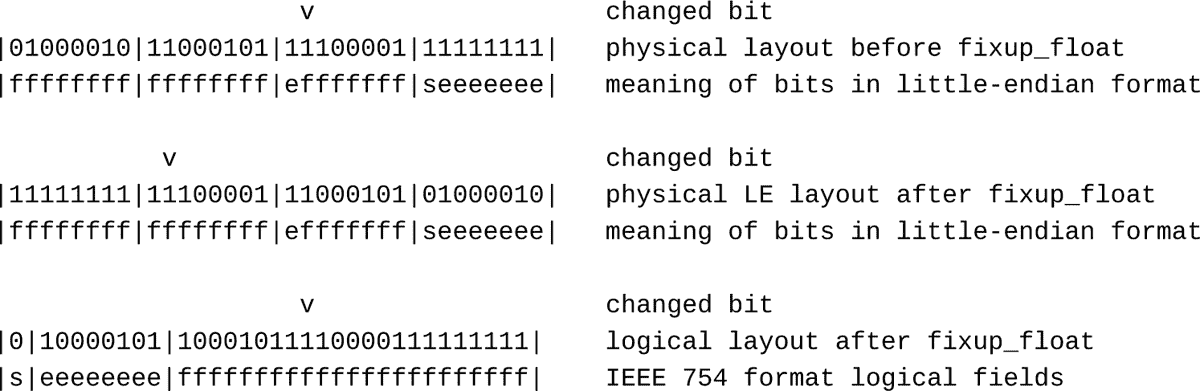 v changed bit
|01000010|11000101|11100001|11111111| physical layout before fixup_float
|ffffffff|ffffffff|efffffff|seeeeeee| meaning of bits in little-endian format
v changed bit
|11111111|11100001|11000101|01000010| physical LE layout after fixup_float
|ffffffff|ffffffff|efffffff|seeeeeee| meaning of bits in little-endian format
v changed bit
|0|10000101|10001011110000111111111| logical layout after fixup_float
|s|eeeeeeee|fffffffffffffffffffffff| IEEE 754 format logical fields